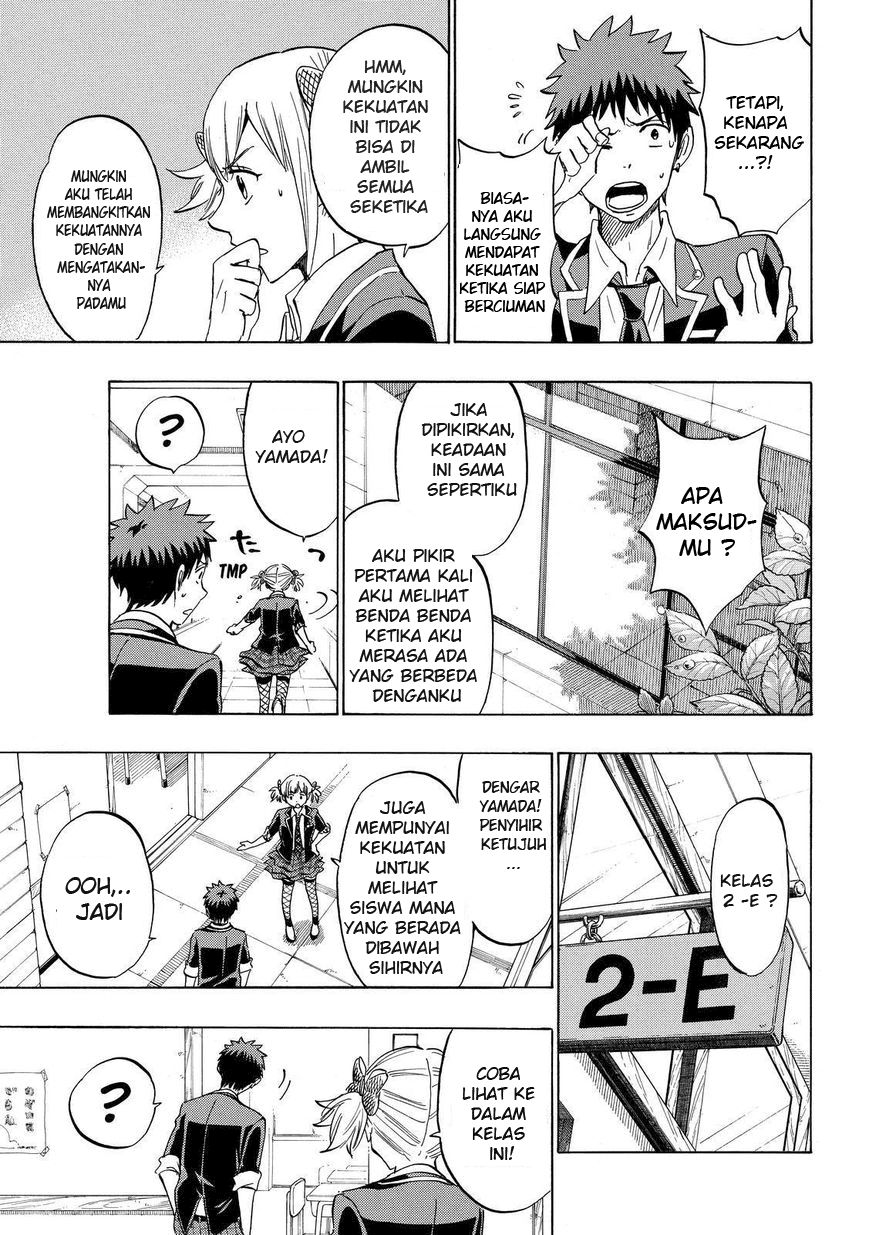 TETAPI,
KENAPA
SEKARANG
...?!
BIASA-
NYA AKU
LANGSUNG
MENDAPAT
KEKUATAN
KETIKA SIAP
BERCIUMAN
HMM,
MUNGKIN
KEKUATAN
INI TIDAK
BISA DI
AMBIL
SEMUA
SEKETIKA
MUNGKIN
AKU TELAH
MEMBANGKITKAN
KEKUATANNYA
DENGAN
MENGATAKAN-
NYA
PADAMU
APA
MAKSUD-
MU ?
JIKA
DIPIKIRKAN,
KEADAAN
INI SAMA
SEPERTIKU
AKU PIKIR
PERTAMA KALI
AKU MELIHAT
BENDA BENDA
KETIKA AKU
MERASA ADA
YANG BERBEDA
DENGANKU
AYO
YAMADA!
?
たっ
TMP
KELAS
2 -E ?
2-E
DENGAR
YAMADA!
PENYIHIR
KETUJUH
...
JUGA
MEMPUNYAI
KEKUATAN
UNTUK
MELIHAT
SISWA MANA
YANG BERADA
DIBAWAH
SIHIRNYA
OOH,..
JADI
COBA
LIHAT KE
DALAM
KELAS
INI!
?